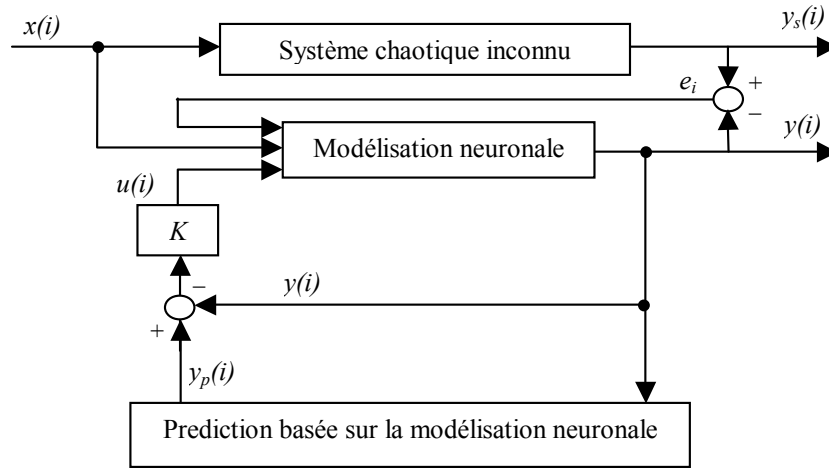 x(i)
Système chaotique inconnu
y_s(i)
e_i
+
−
Modélisation neuronale
y(i)
u(i)
K
−
y(i)
+
y_p(i)
Prediction basée sur la modélisation neuronale